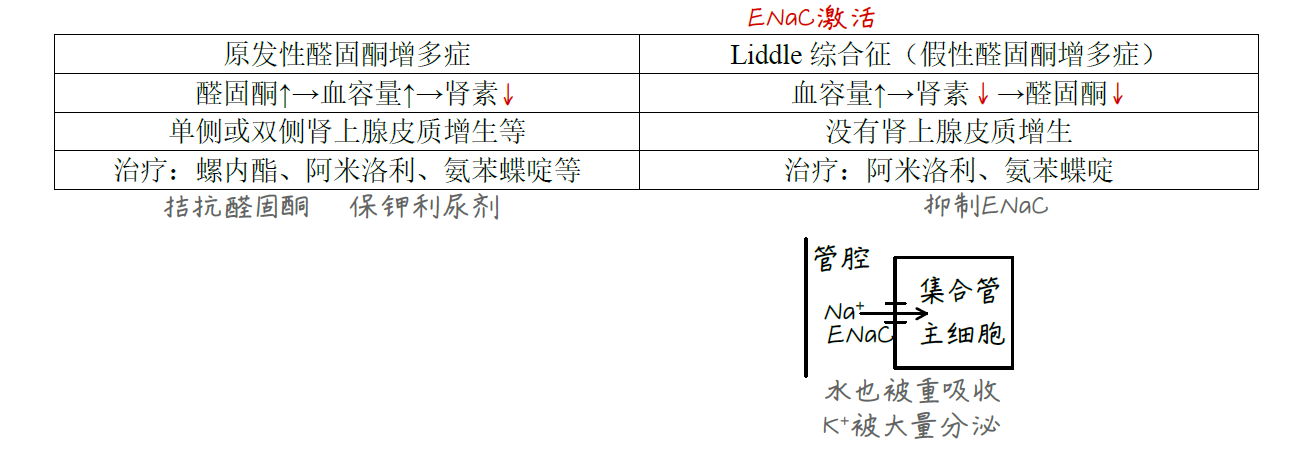 ENaC激活
原发性醛固酮增多症 Liddle 综合征（假性醛固酮增多症）
醛固酮↑→血容量↑→肾素↓ 血容量↑→肾素↓→醛固酮↓
单侧或双侧肾上腺皮质增生等 没有肾上腺皮质增生
治疗：螺内酯、阿米洛利、氨苯蝶啶等 治疗：阿米洛利、氨苯蝶啶
拮抗醛固酮 保钾利尿剂 抑制ENaC
管腔
集合管
Na⁺
ENaC 主细胞
水也被重吸收
K⁺被大量分泌